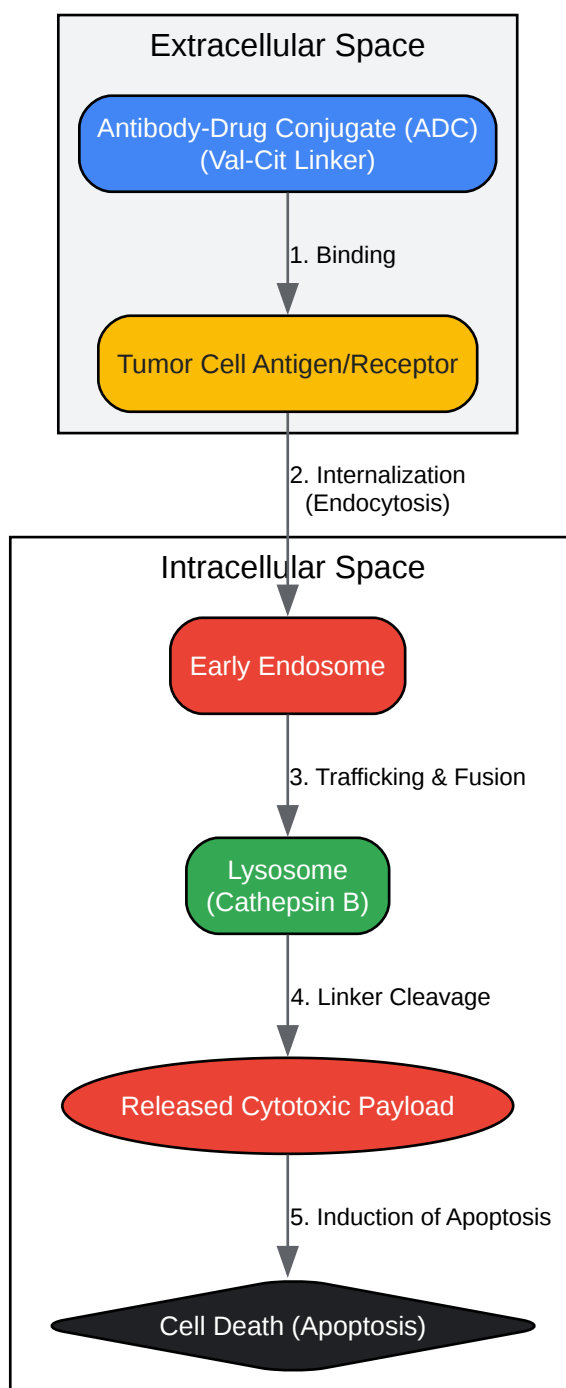 Extracellular Space
Antibody-Drug Conjugate (ADC)
(Val-Cit Linker)
1. Binding
Tumor Cell Antigen/Receptor
2. Internalization
(Endocytosis)
Intracellular Space
Early Endosome
3. Trafficking & Fusion
Lysosome
(Cathepsin B)
4. Linker Cleavage
Released Cytotoxic Payload
5. Induction of Apoptosis
Cell Death (Apoptosis)